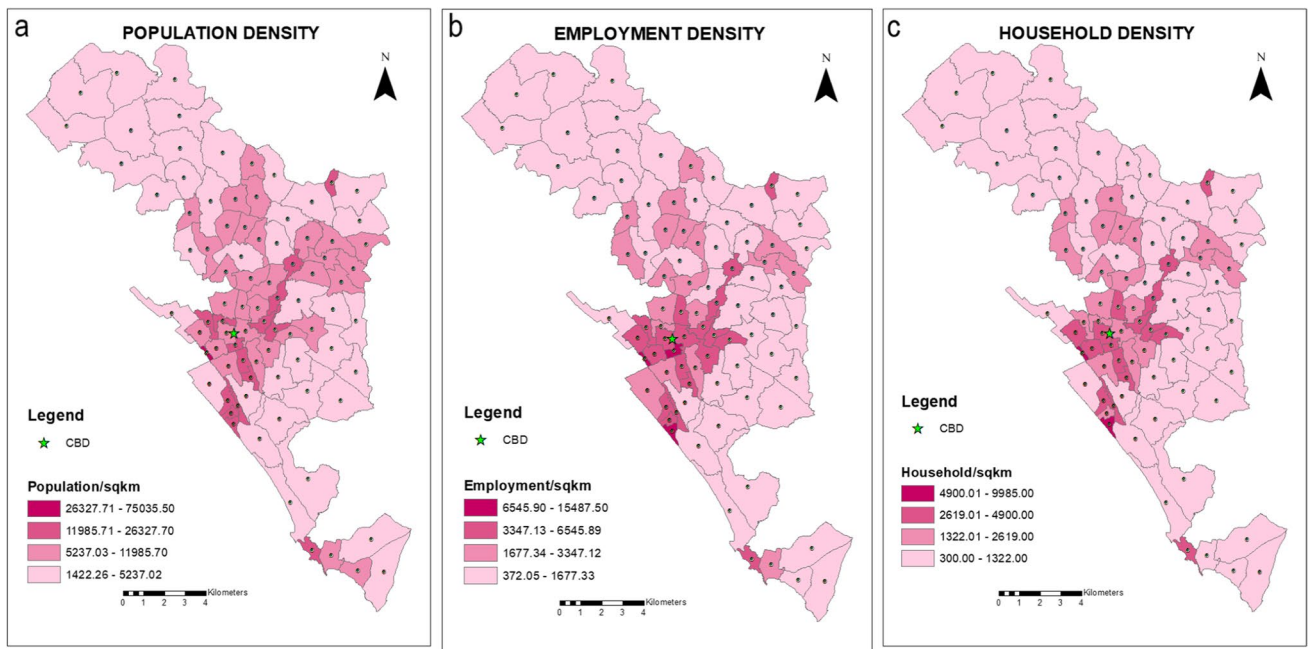 a
POPULATION DENSITY
N
Legend
CBD
Population/sqkm
26327.71 - 75035.50
11985.71 - 26327.70
5237.03 - 11985.70
1422.26 - 5237.02
Kilometers
0 1 2 3 4
b
EMPLOYMENT DENSITY
N
Legend
CBD
Employment/sqkm
6545.90 - 15487.50
3347.13 - 6545.89
1677.34 - 3347.12
372.05 - 1677.33
Kilometers
0 1 2 3 4
c
HOUSEHOLD DENSITY
N
Legend
CBD
Household/sqkm
4900.01 - 9985.00
2619.01 - 4900.00
1322.01 - 2619.00
300.00 - 1322.00
Kilometers
0 1 2 3 4